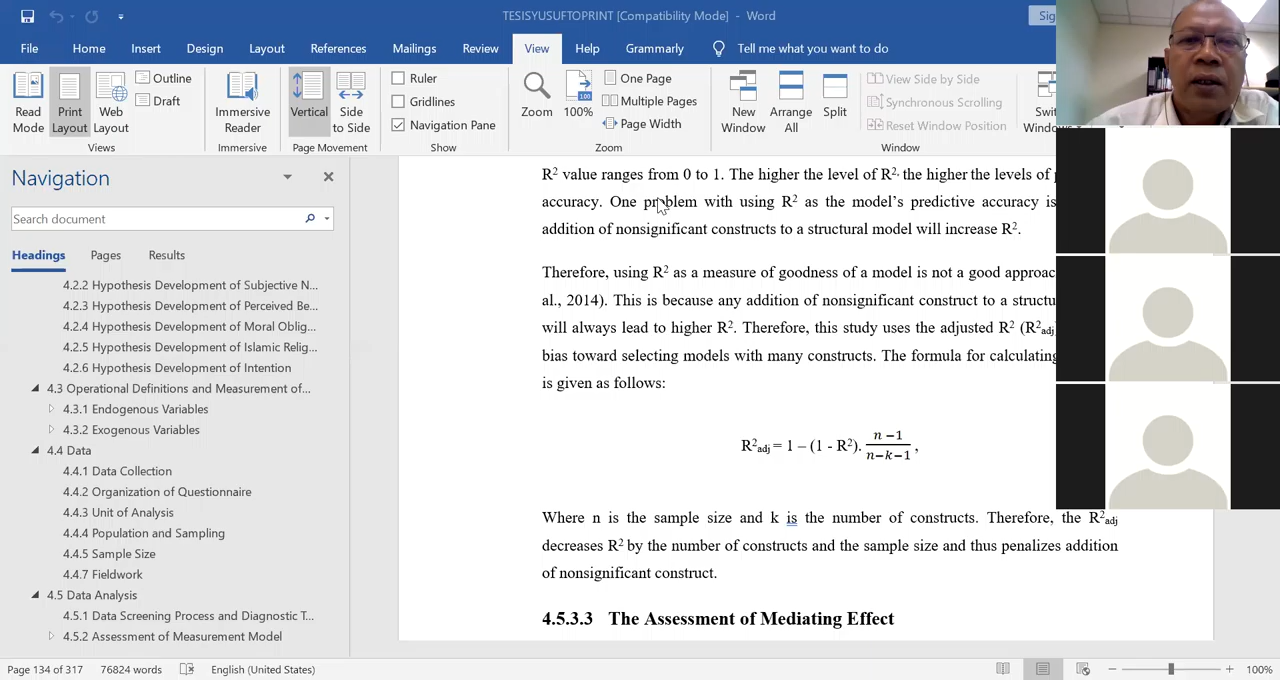 TESISYUSUFTOPRINT [Compatibility Mode] - Word
File Home Insert Design Layout References Mailings Review View Help Grammarly Tell me what you want to do
Read Mode
Print Layout
Web Layout
Outline
Draft
Views
Immersive Reader
Immersive
Vertical
Side to Side
Page Movement
Ruler
Gridlines
Navigation Pane
Show
Zoom
100%
One Page
Multiple Pages
Page Width
Zoom
New Window
Arrange All
Split
View Side by Side
Synchronous Scrolling
Reset Window Position
Window
Navigation
Search document
Headings Pages Results
4.2.2 Hypothesis Development of Subjective N...
4.2.3 Hypothesis Development of Perceived Be...
4.2.4 Hypothesis Development of Moral Oblig...
4.2.5 Hypothesis Development of Islamic Relig...
4.2.6 Hypothesis Development of Intention
4.3 Operational Definitions and Measurement of...
4.3.1 Endogenous Variables
4.3.2 Exogenous Variables
4.4 Data
4.4.1 Data Collection
4.4.2 Organization of Questionnaire
4.4.3 Unit of Analysis
4.4.4 Population and Sampling
4.4.5 Sample Size
4.4.7 Fieldwork
4.5 Data Analysis
4.5.1 Data Screening Process and Diagnostic T...
4.5.2 Assessment of Measurement Model
R² value ranges from 0 to 1. The higher the level of R², the higher the levels of
accuracy. One problem with using R² as the model's predictive accuracy is
addition of nonsignificant constructs to a structural model will increase R².
Therefore, using R² as a measure of goodness of a model is not a good
al., 2014). This is because any addition of nonsignificant construct to a
will always lead to higher R². Therefore, this study uses the adjusted R² (R²adj
bias toward selecting models with many constructs. The formula for calculating
is given as follows:
R²adj = 1 – (1 - R²). n−1/n−k−1 ,
Where n is the sample size and k is the number of constructs. Therefore, the R²adj
decreases R² by the number of constructs and the sample size and thus penalizes addition
of nonsignificant construct.
4.5.3.3 The Assessment of Mediating Effect
Page 134 of 317 76824 words English (United States) 100%